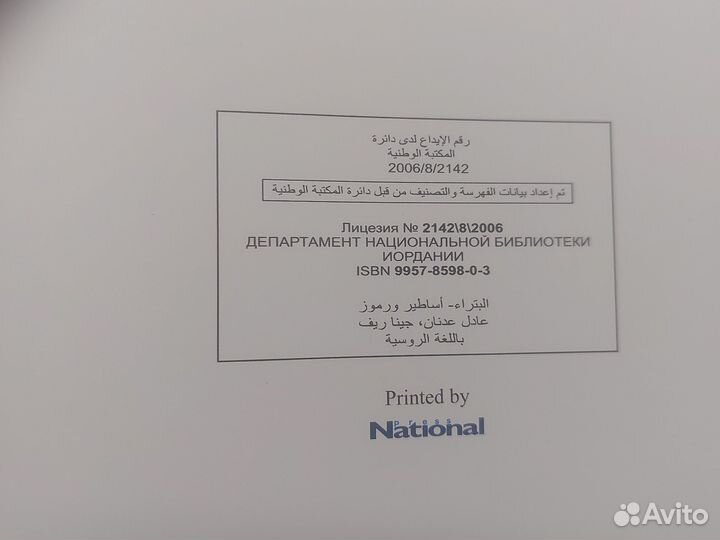 رقم الإيداع لدى دائرة
المكتبة الوطنية
2006/8/2142
تم إعداد بيانات الفهرسة والتصنيف من قبل دائرة المكتبة الوطنية
Лицезия № 2142\8\2006
ДЕПАРТАМЕНТ НАЦИОНАЛЬНОЙ БИБЛИОТЕКИ
ИОРДАНИИ
ISBN 9957-8598-0-3
البتراء- أساطير ورموز
عادل عدنان، جينا ريف
باللغة الروسية
Printed by
press
National
Avito